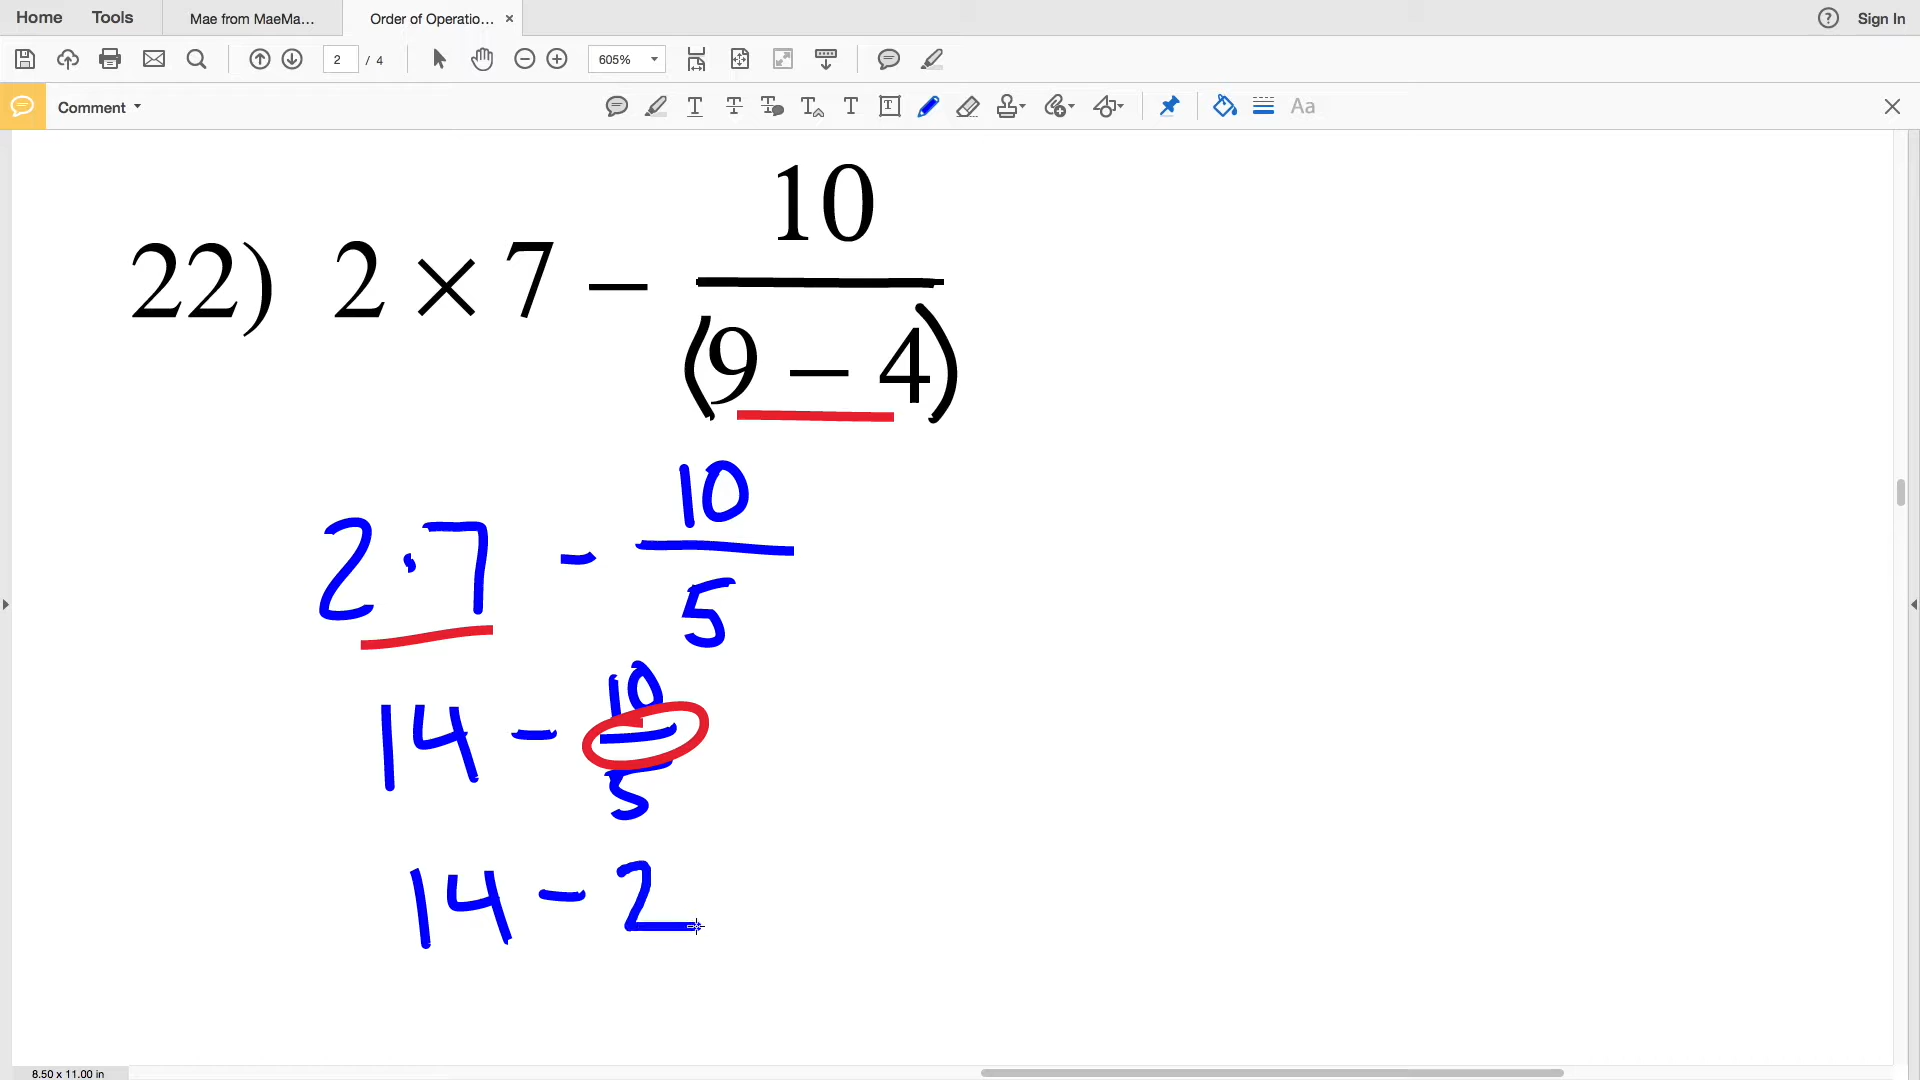 Home Tools Mae from MaeMa... Order of Operatio... × ? Sign In
2 / 4 605%
Comment T T T T T T Aa
22) 2 × 7 − 10 / (9 − 4)
2 · 7 - 10 / 5
14 - 10 / 5
14 - 2
8.50 x 11.00 in